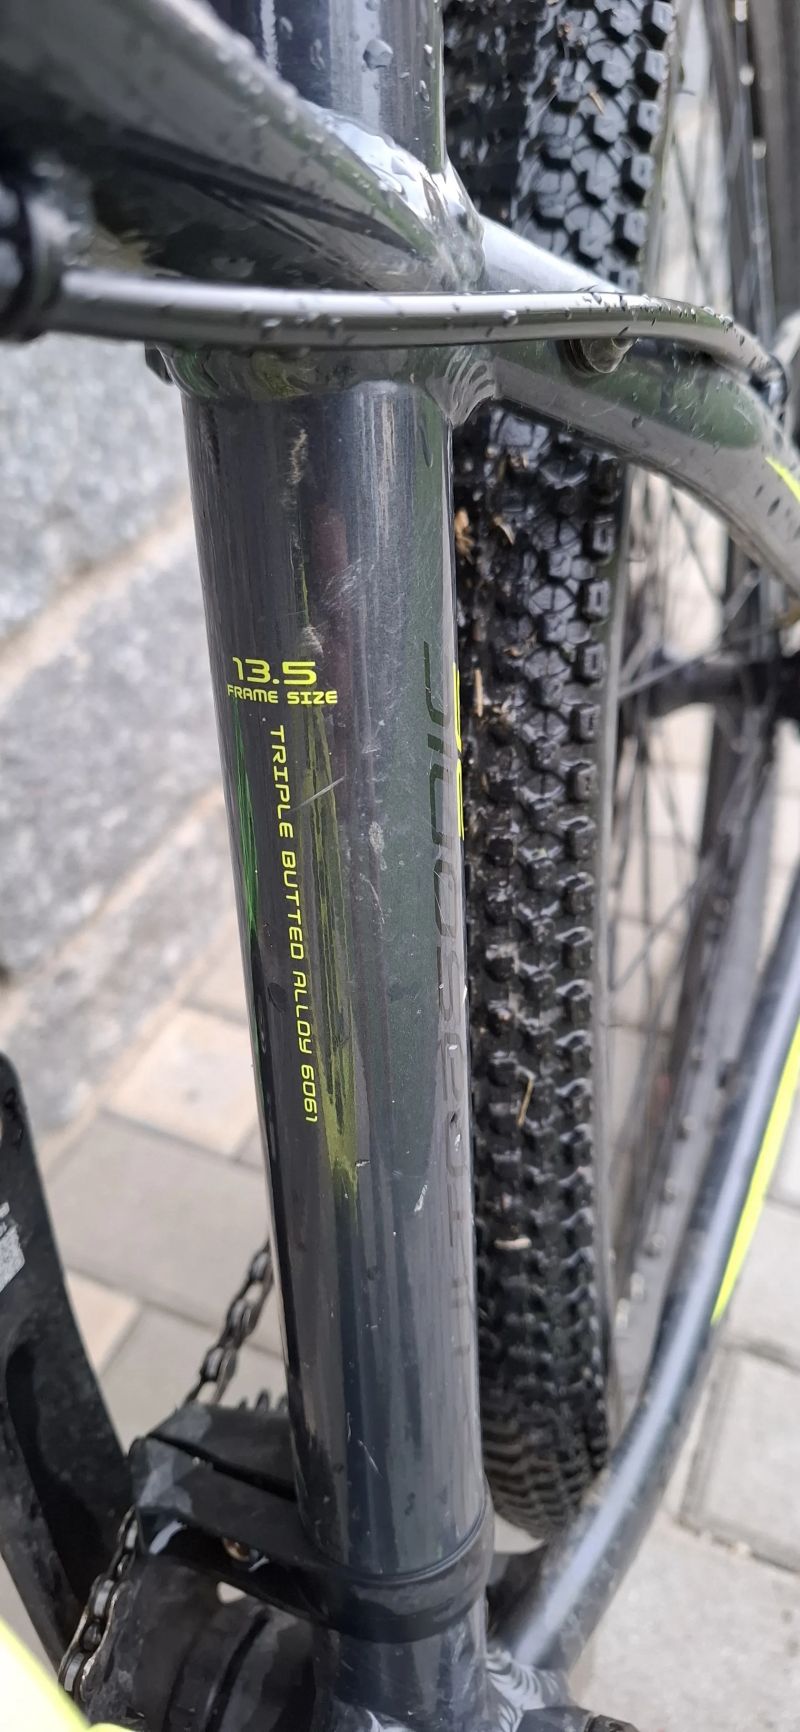 13.5
FRAME SIZE
TRIPLE BUTTED ALLOY 6061